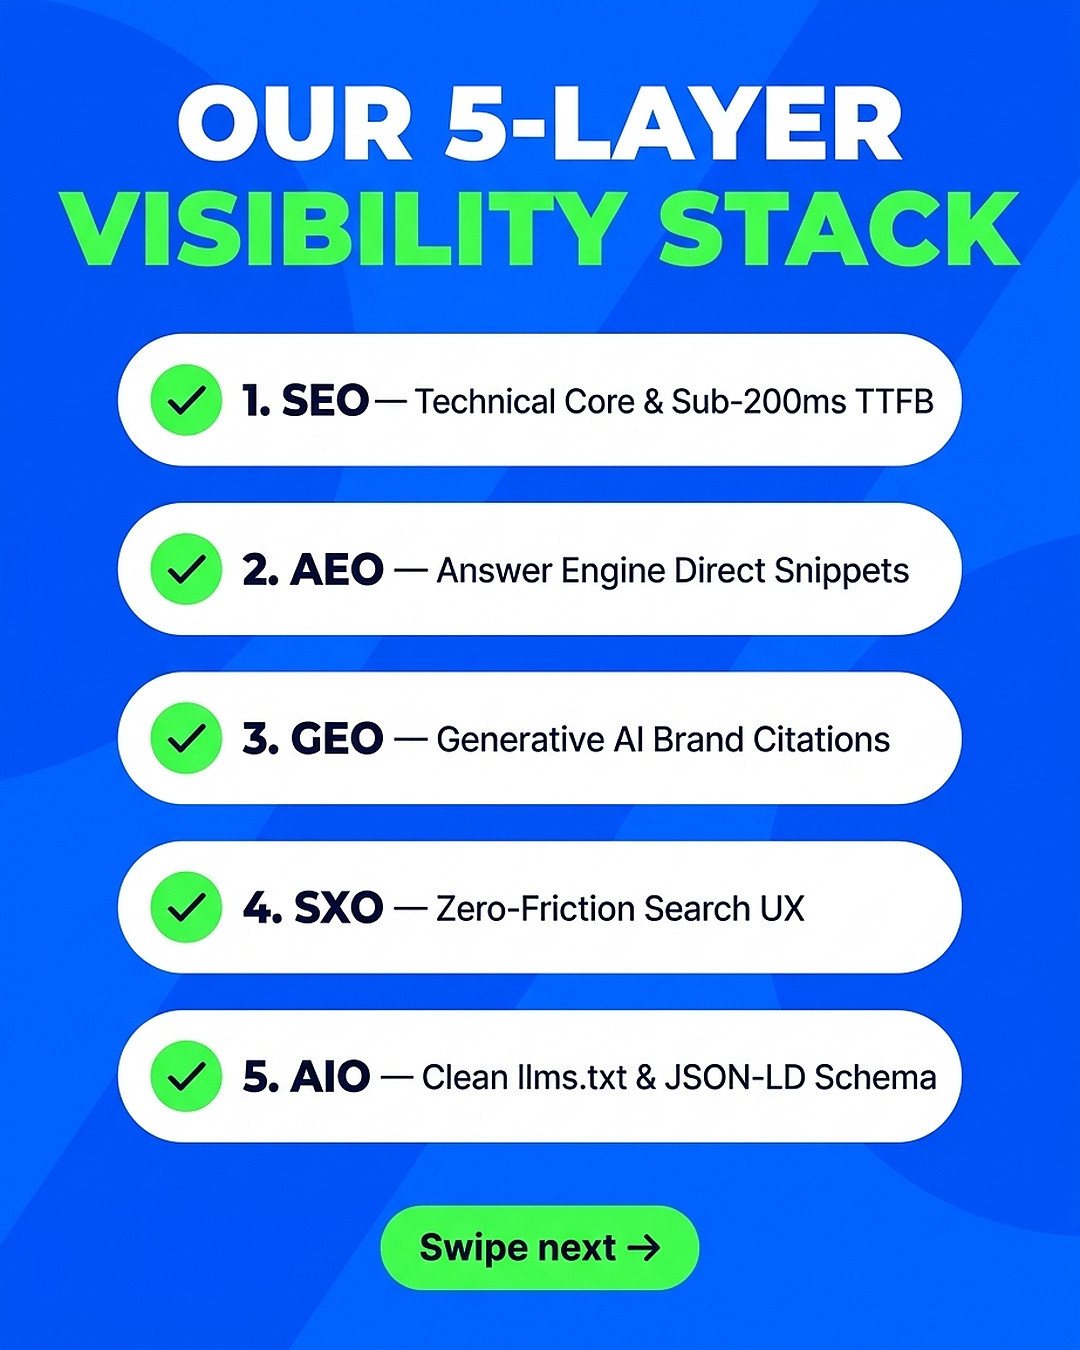 OUR 5-LAYER
VISIBILITY STACK
1. SEO — Technical Core & Sub-200ms TTFB
2. AEO — Answer Engine Direct Snippets
3. GEO — Generative AI Brand Citations
4. SXO — Zero-Friction Search UX
5. AIO — Clean llms.txt & JSON-LD Schema
Swipe next →